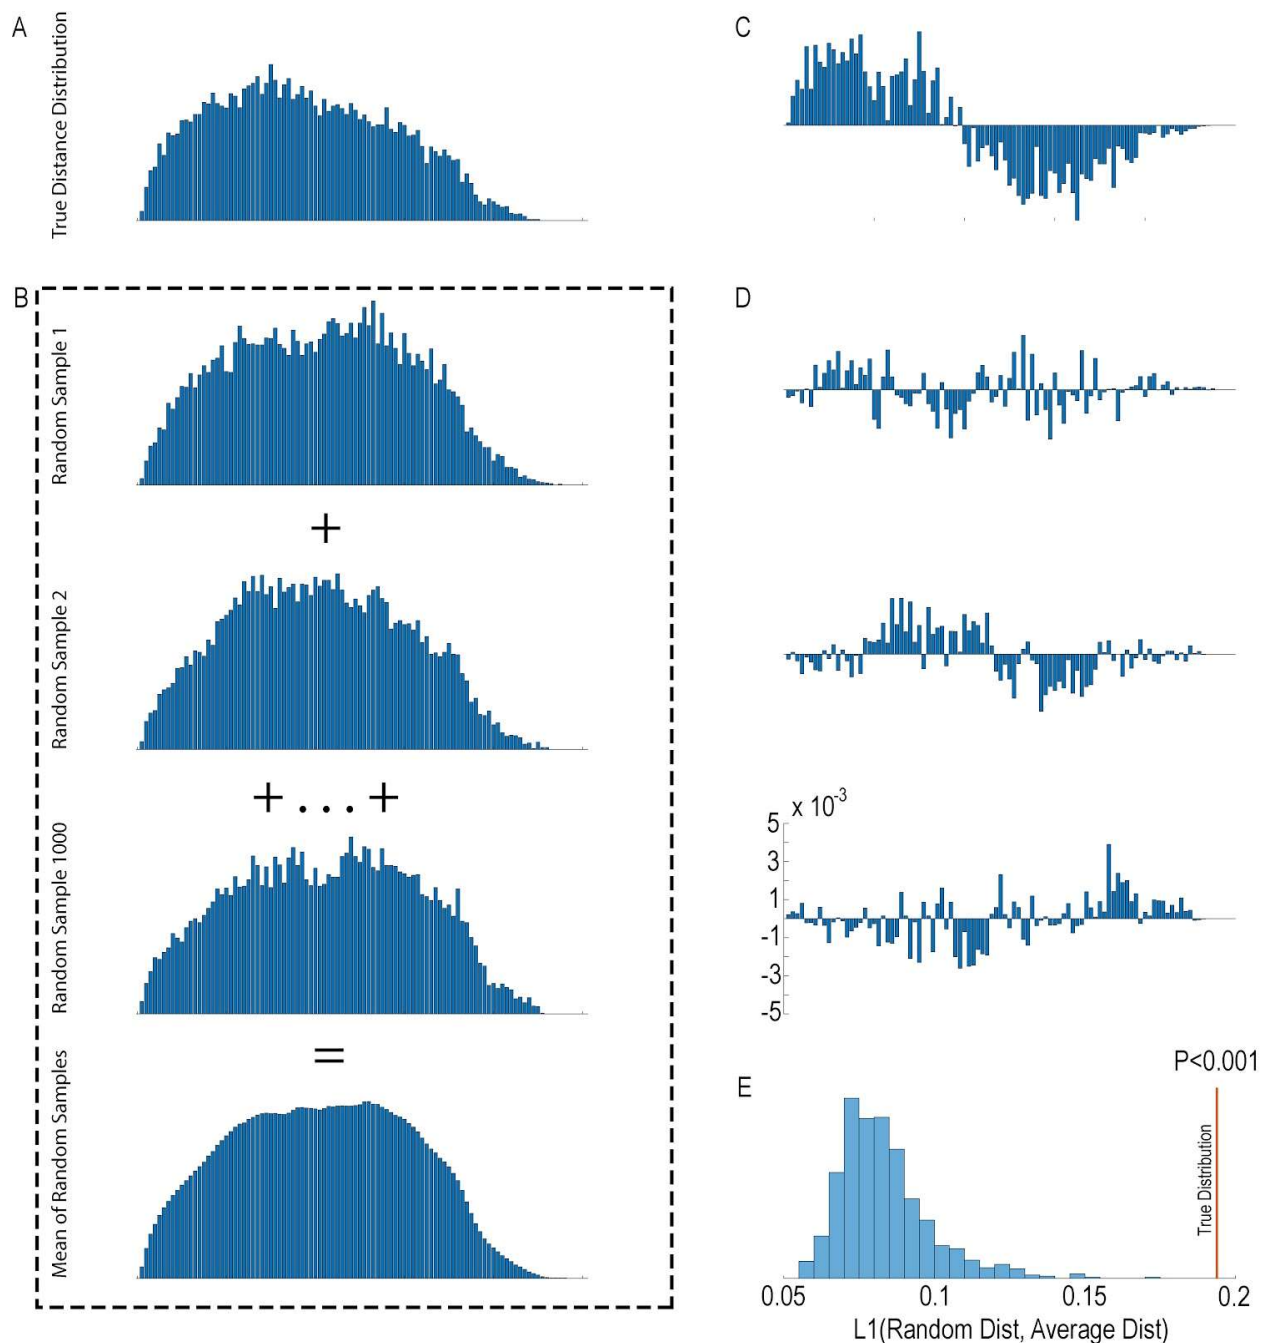 A
True Distance Distribution
C
B
Random Sample 1
D
+
Random Sample 2
+ . . . +
Random Sample 1000
x 10-3
5
3
1
-1
-3
-5
=
Mean of Random Samples
E
P<0.001
True Distribution
0.05 0.1 0.15 0.2
L1(Random Dist, Average Dist)